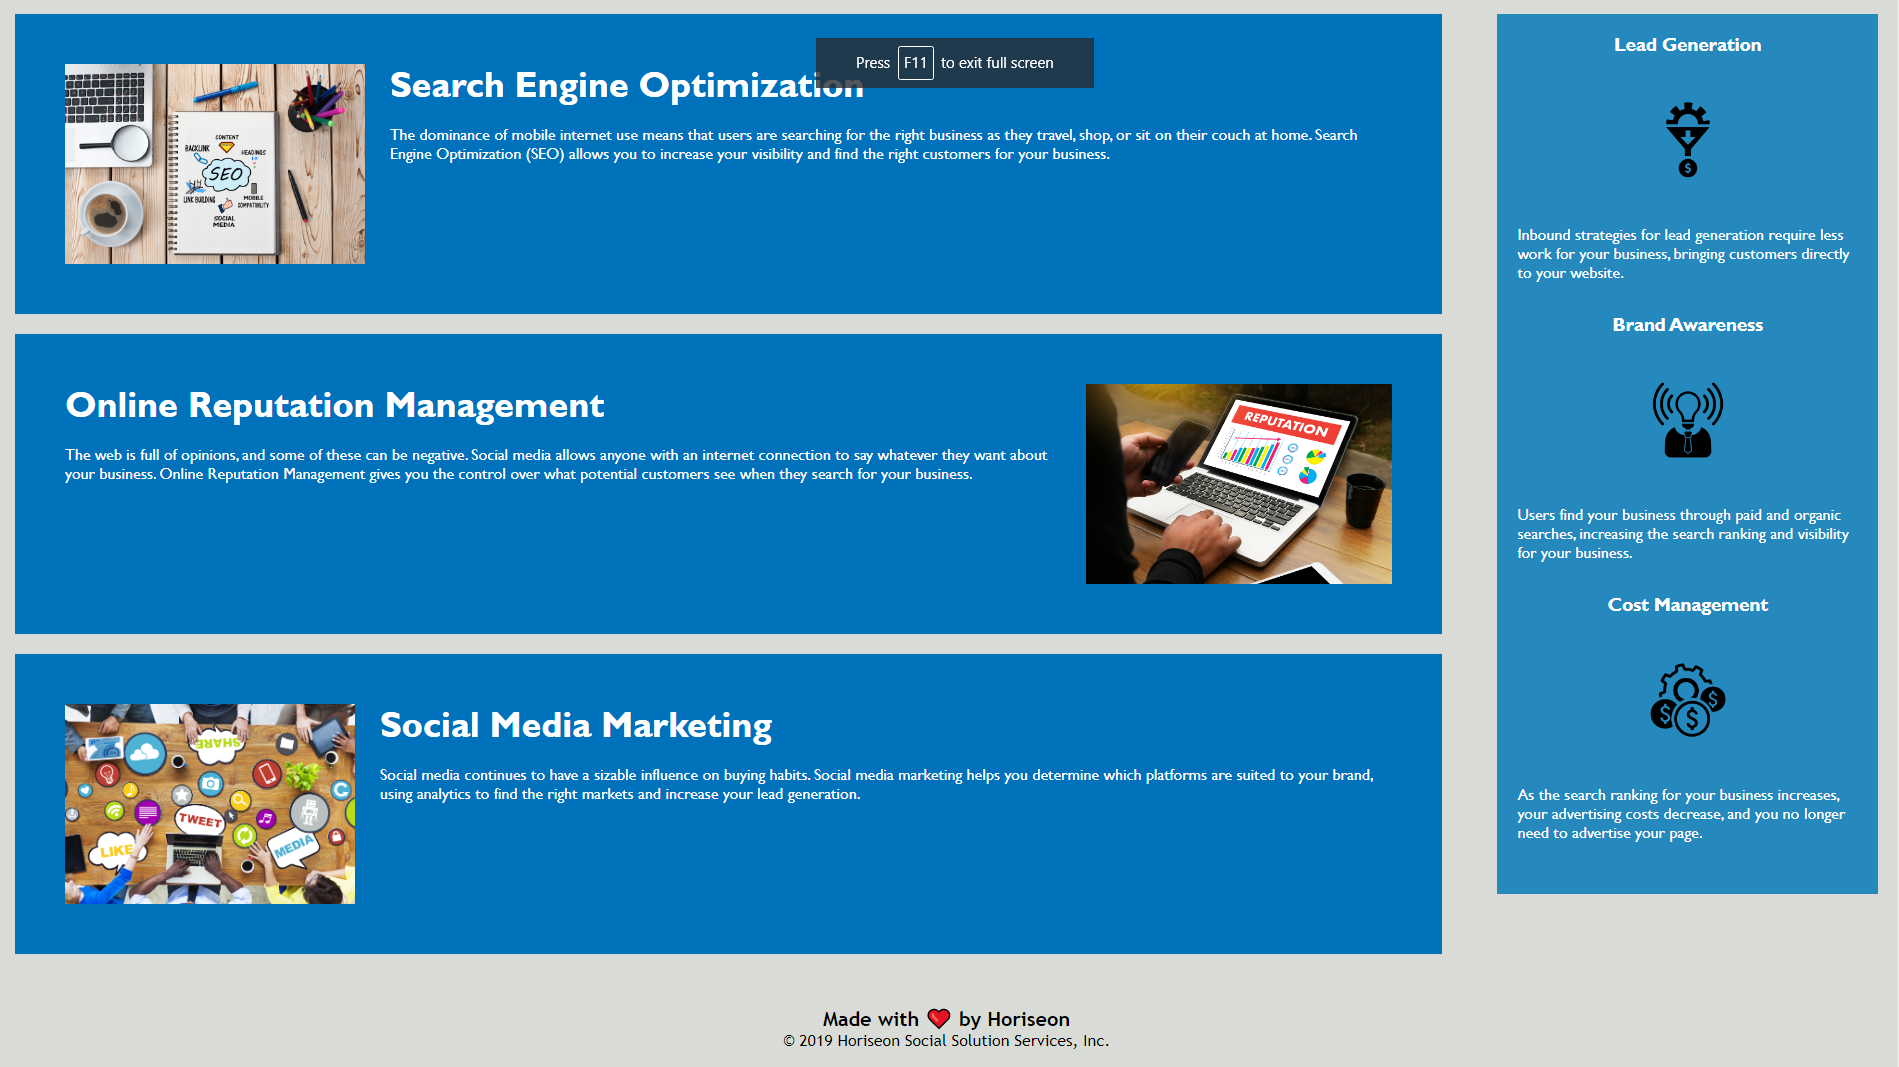 Press F11 to exit full screen
Search Engine Optimization
The dominance of mobile internet use means that users are searching for the right business as they travel, shop, or sit on their couch at home. Search
Engine Optimization (SEO) allows you to increase your visibility and find the right customers for your business.
CONTENT
BACKLINK
HEADINGS
SEO
LINK BUILDING
MOBILE
COMPATIBILITY
SOCIAL
MEDIA
Online Reputation Management
The web is full of opinions, and some of these can be negative. Social media allows anyone with an internet connection to say whatever they want about
your business. Online Reputation Management gives you the control over what potential customers see when they search for your business.
REPUTATION
Social Media Marketing
Social media continues to have a sizable influence on buying habits. Social media marketing helps you determine which platforms are suited to your brand,
using analytics to find the right markets and increase your lead generation.
SHARE
TWEET
LIKE
MEDIA
Lead Generation
$
Inbound strategies for lead generation require less
work for your business, bringing customers directly
to your website.
Brand Awareness
Users find your business through paid and organic
searches, increasing the search ranking and visibility
for your business.
Cost Management
$
$
$
As the search ranking for your business increases,
your advertising costs decrease, and you no longer
need to advertise your page.
Made with ❤️ by Horiseon
© 2019 Horiseon Social Solution Services, Inc.